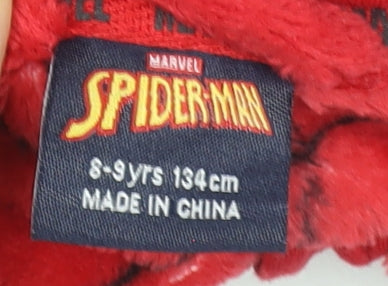 MARVEL
SPIDER-MAN
8-9yrs 134cm
MADE IN CHINA